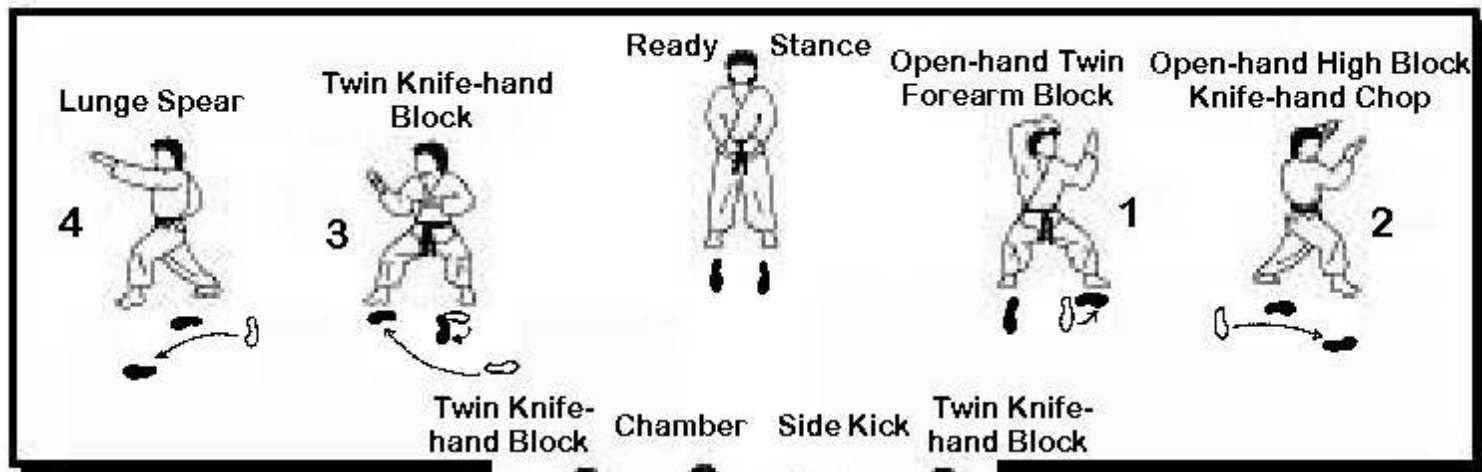 Ready Stance
Lunge Spear
4
Twin Knife-hand
Block
3
Open-hand Twin
Forearm Block
1
Open-hand High Block
Knife-hand Chop
2
Twin Knife-
hand Block
Chamber
Side Kick
Twin Knife-
hand Block